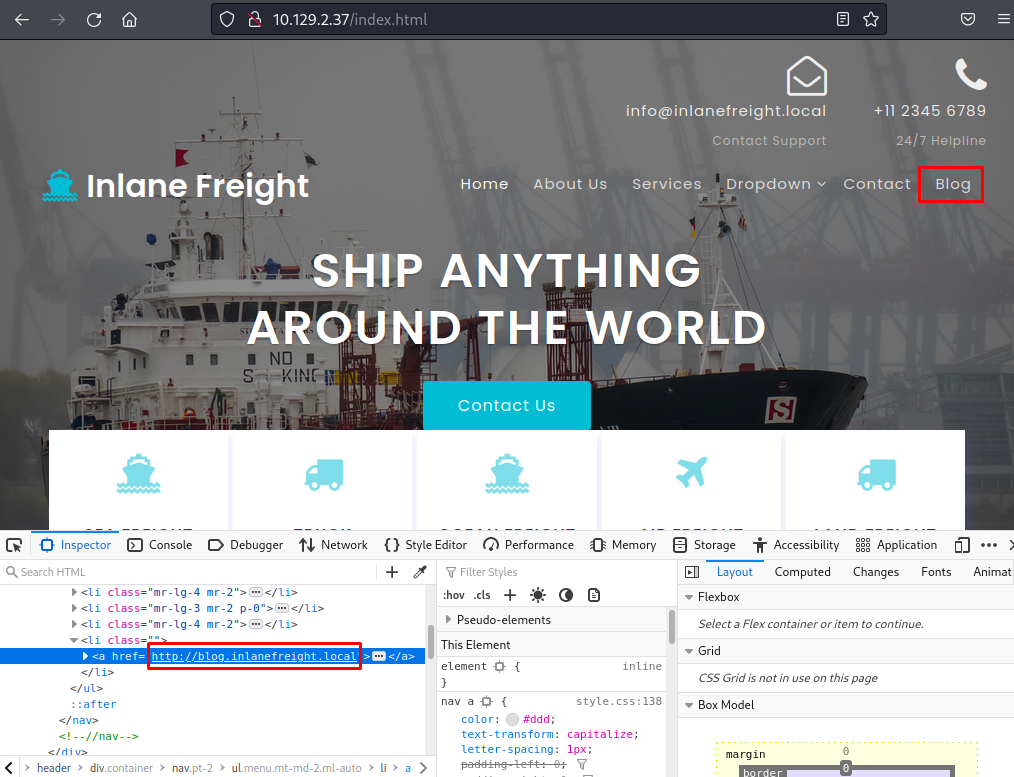 10.129.2.37/index.html
info@inlanefreight.local
Contact Support
+11 2345 6789
24/7 Helpline
Inlane Freight
Home About Us Services Dropdown Contact Blog
SHIP ANYTHING
AROUND THE WORLD
NO
Contact Us
Inspector Console Debugger Network Style Editor Performance Memory Storage Accessibility Application
Search HTML
<li class="mr-lg-4 mr-2"></li>
<li class="mr-lg-3 mr-2 p-0"></li>
<li class="mr-lg-4 mr-2"></li>
<li class="">
<a href="http://blog.inlanefreight.local"></a>
</li>
</ul>
::after
</nav>
<!--//nav-->
</div>
header div.container nav.pt-2 ul.menu.mt-md-2.ml-auto li a
Filter Styles
:hov .cls
Pseudo-elements
This Element
element { inline
}
nav a { style.css:138
color: #ddd;
text-transform: capitalize;
letter-spacing: 1px;
padding-left: 0;
Layout Computed Changes Fonts Animat
Flexbox
Select a Flex container or item to continue.
Grid
CSS Grid is not in use on this page
Box Model
margin 0
border 0